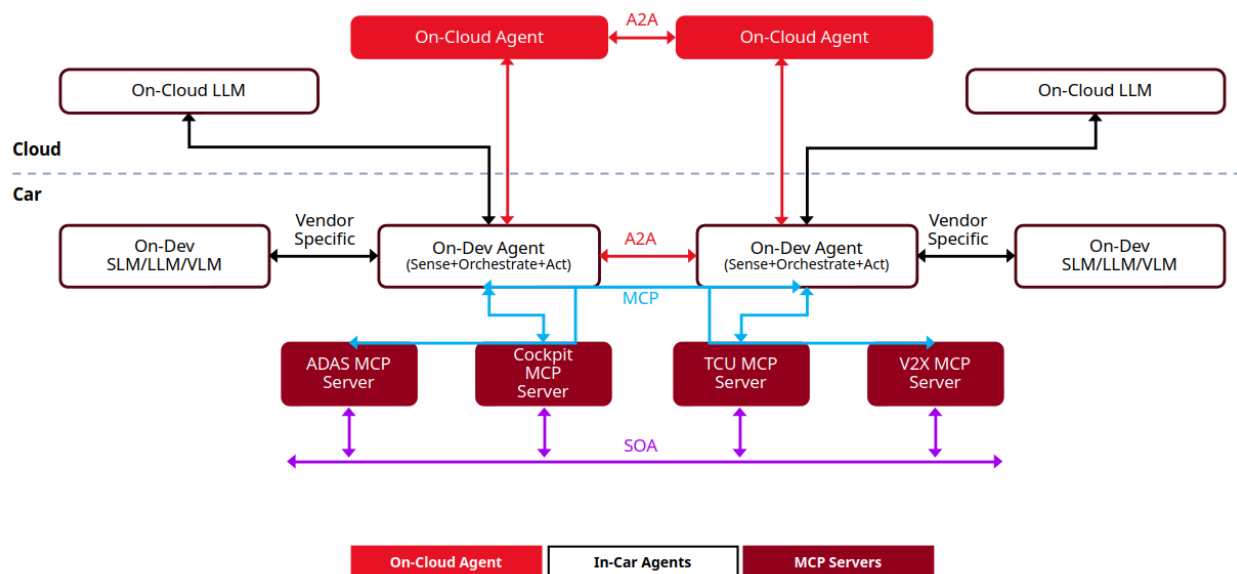 A2A
On-Cloud Agent
On-Cloud Agent
On-Cloud LLM
On-Cloud LLM
Cloud
Car
On-Dev
SLM/LLM/VLM
Vendor
Specific
On-Dev Agent
(Sense+Orchestrate+Act)
A2A
On-Dev Agent
(Sense+Orchestrate+Act)
Vendor
Specific
On-Dev
SLM/LLM/VLM
MCP
ADAS MCP
Server
Cockpit
MCP
Server
TCU MCP
Server
V2X MCP
Server
SOA
On-Cloud Agent
In-Car Agents
MCP Servers